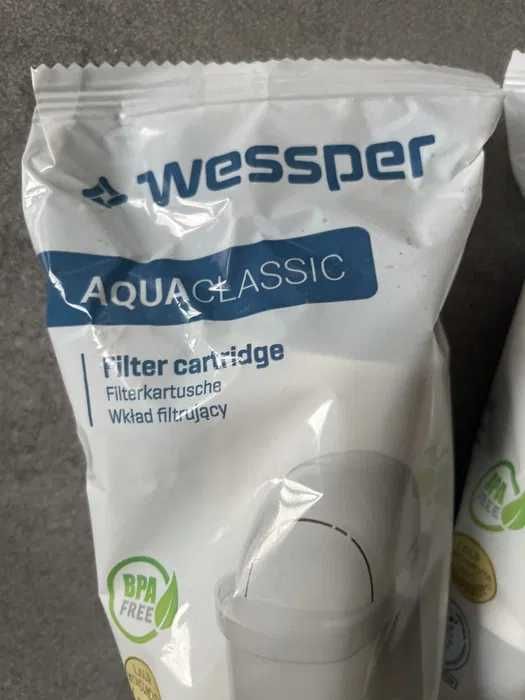 wessper
AQUACLASSIC
Filter cartridge
Filterkartusche
Wkład filtrujący
BPA
FREE
BPA
FREE